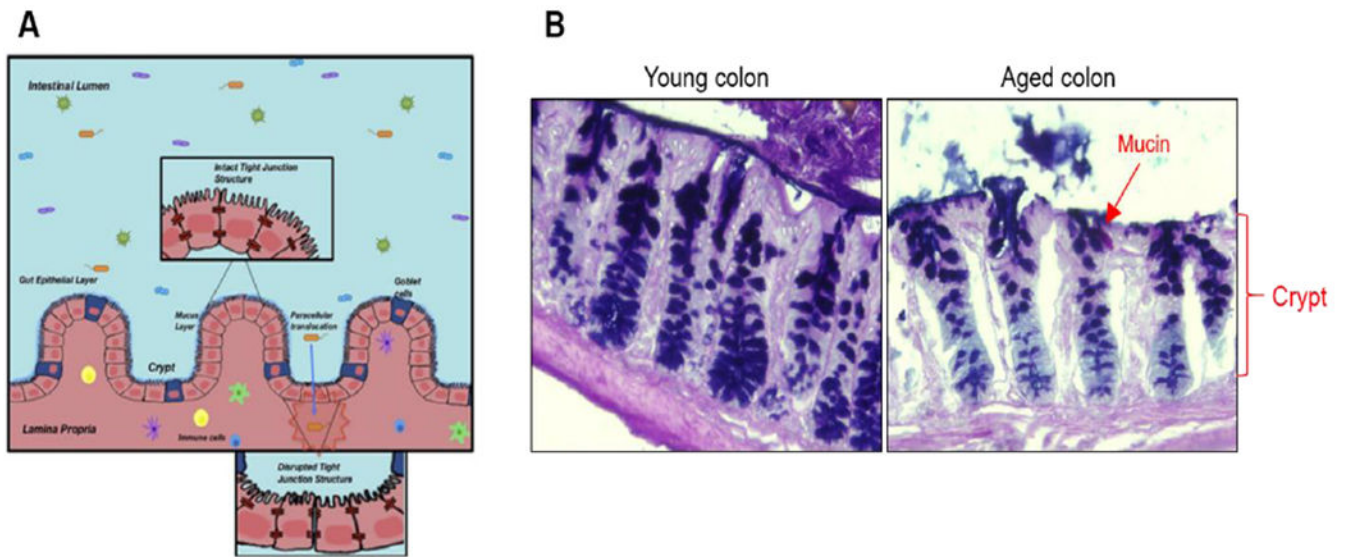 A
B
Intestinal Lumen
Intact Tight Junction
Structure
Gut Epithelial Layer
Goblet
cells
Mucus
Layer
Paracellular
translocation
Crypt
Lamina Propria
Immune cells
Disrupted Tight
Junction Structure
Young colon
Aged colon
Mucin
Crypt